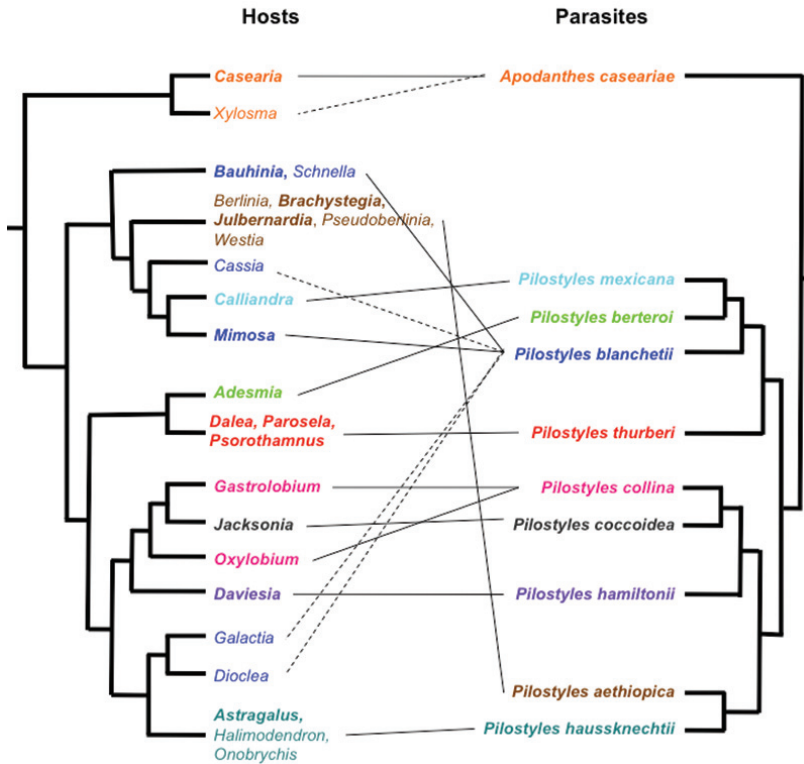 Hosts
Parasites
Casearia
Xylosma
Bauhinia, Schnella
Berlinia, Brachystegia,
Julbernardia, Pseudoberlinia,
Westia
Cassia
Calliandra
Mimosa
Adesmia
Dalea, Parosela,
Psorothamnus
Gastrolobium
Jacksonia
Oxylobium
Daviesia
Galactia
Dioclea
Astragalus,
Halimodendron,
Onobrychis
Apodanthes caseariae
Pilostyles mexicana
Pilostyles berteroi
Pilostyles blanchetii
Pilostyles thurberi
Pilostyles collina
Pilostyles coccoidea
Pilostyles hamiltonii
Pilostyles aethiopica
Pilostyles haussknechtii